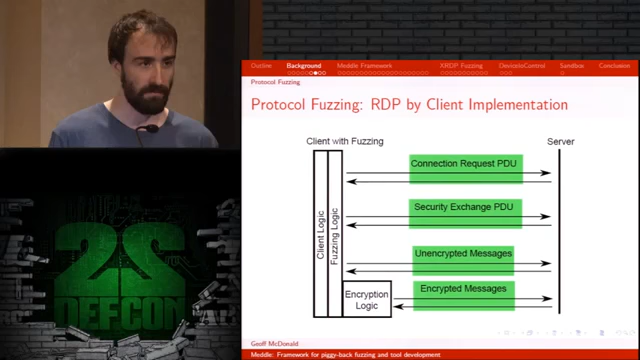 Outline Background Meddle Framework XRDP Fuzzing DeviceIoControl Sandbox Conclusion
Protocol Fuzzing
Protocol Fuzzing: RDP by Client Implementation
Client with Fuzzing
Server
Client Logic
Fuzzing Logic
Connection Request PDU
Security Exchange PDU
Unencrypted Messages
Encryption
Logic
Encrypted Messages
Geoff McDonald
Meddle: Framework for piggy-back fuzzing and tool development
22
DEFCON